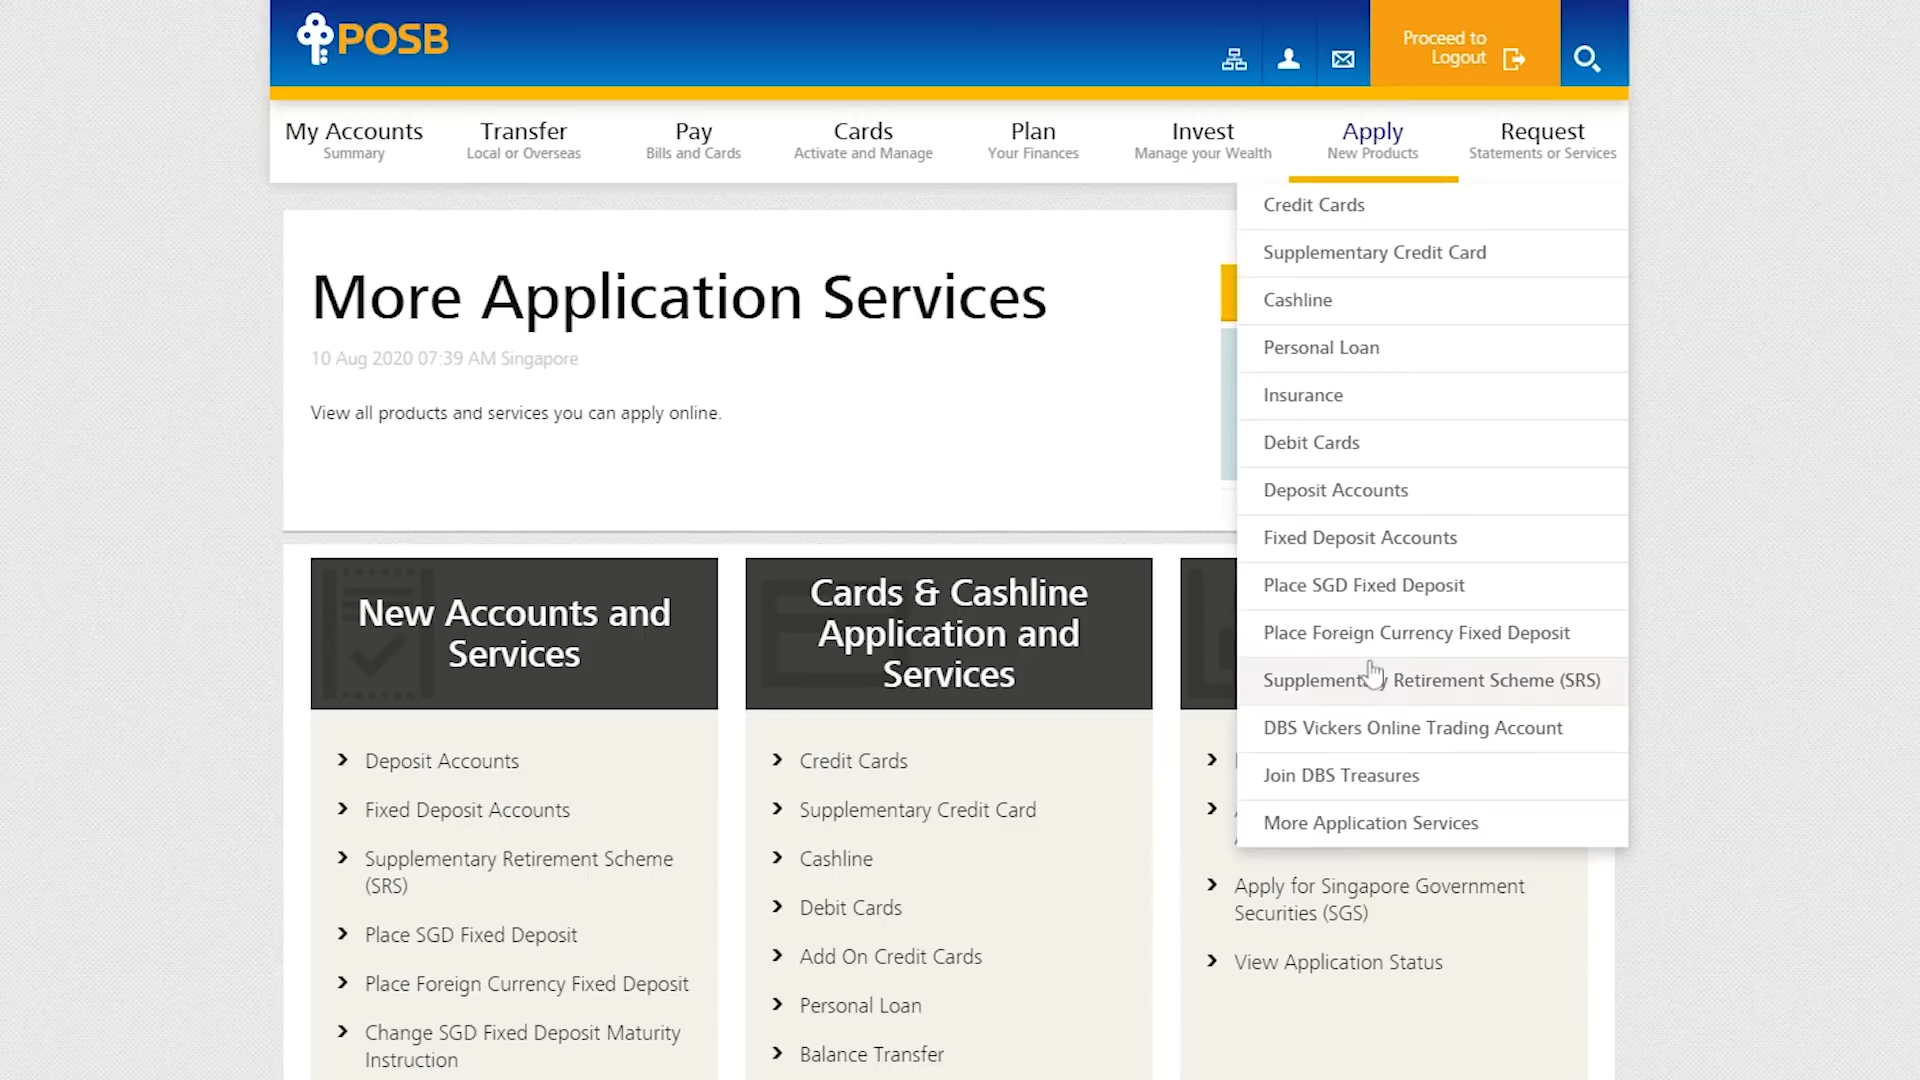 POSB
Proceed to
Logout
My Accounts
Summary
Transfer
Local or Overseas
Pay
Bills and Cards
Cards
Activate and Manage
Plan
Your Finances
Invest
Manage your Wealth
Apply
New Products
Request
Statements or Services
More Application Services
10 Aug 2020 07:39 AM Singapore
View all products and services you can apply online.
Credit Cards
Supplementary Credit Card
Cashline
Personal Loan
Insurance
Debit Cards
Deposit Accounts
Fixed Deposit Accounts
Place SGD Fixed Deposit
Place Foreign Currency Fixed Deposit
Supplementary Retirement Scheme (SRS)
DBS Vickers Online Trading Account
Join DBS Treasures
More Application Services
New Accounts and
Services
Deposit Accounts
Fixed Deposit Accounts
Supplementary Retirement Scheme
(SRS)
Place SGD Fixed Deposit
Place Foreign Currency Fixed Deposit
Change SGD Fixed Deposit Maturity
Instruction
Cards & Cashline
Application and
Services
Credit Cards
Supplementary Credit Card
Cashline
Debit Cards
Add On Credit Cards
Personal Loan
Balance Transfer
Apply for Singapore Government
Securities (SGS)
View Application Status